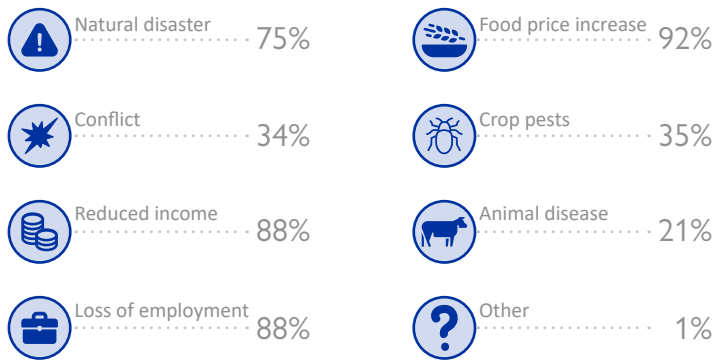 Natural disaster 75%
Food price increase 92%
Conflict 34%
Crop pests 35%
Reduced income 88%
Animal disease 21%
Loss of employment 88%
Other 1%